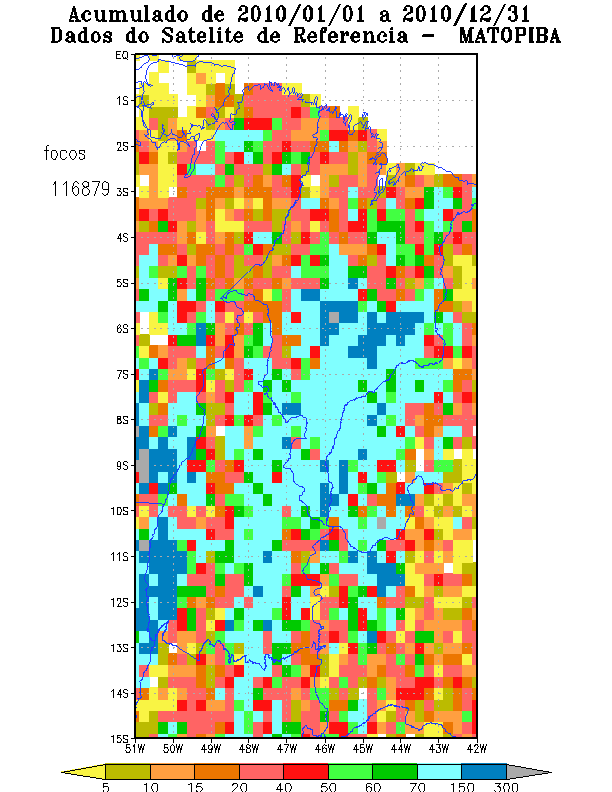 Acumulado de 2010/01/01 a 2010/12/31
Dados do Satelite de Referencia - MATOPIBA
EQ
1S
2S
focos
116879
3S
4S
5S
6S
7S
8S
9S
10S
11S
12S
13S
14S
15S
51W 50W 49W 48W 47W 46W 45W 44W 43W 42W
5 10 15 20 40 50 60 70 150 300